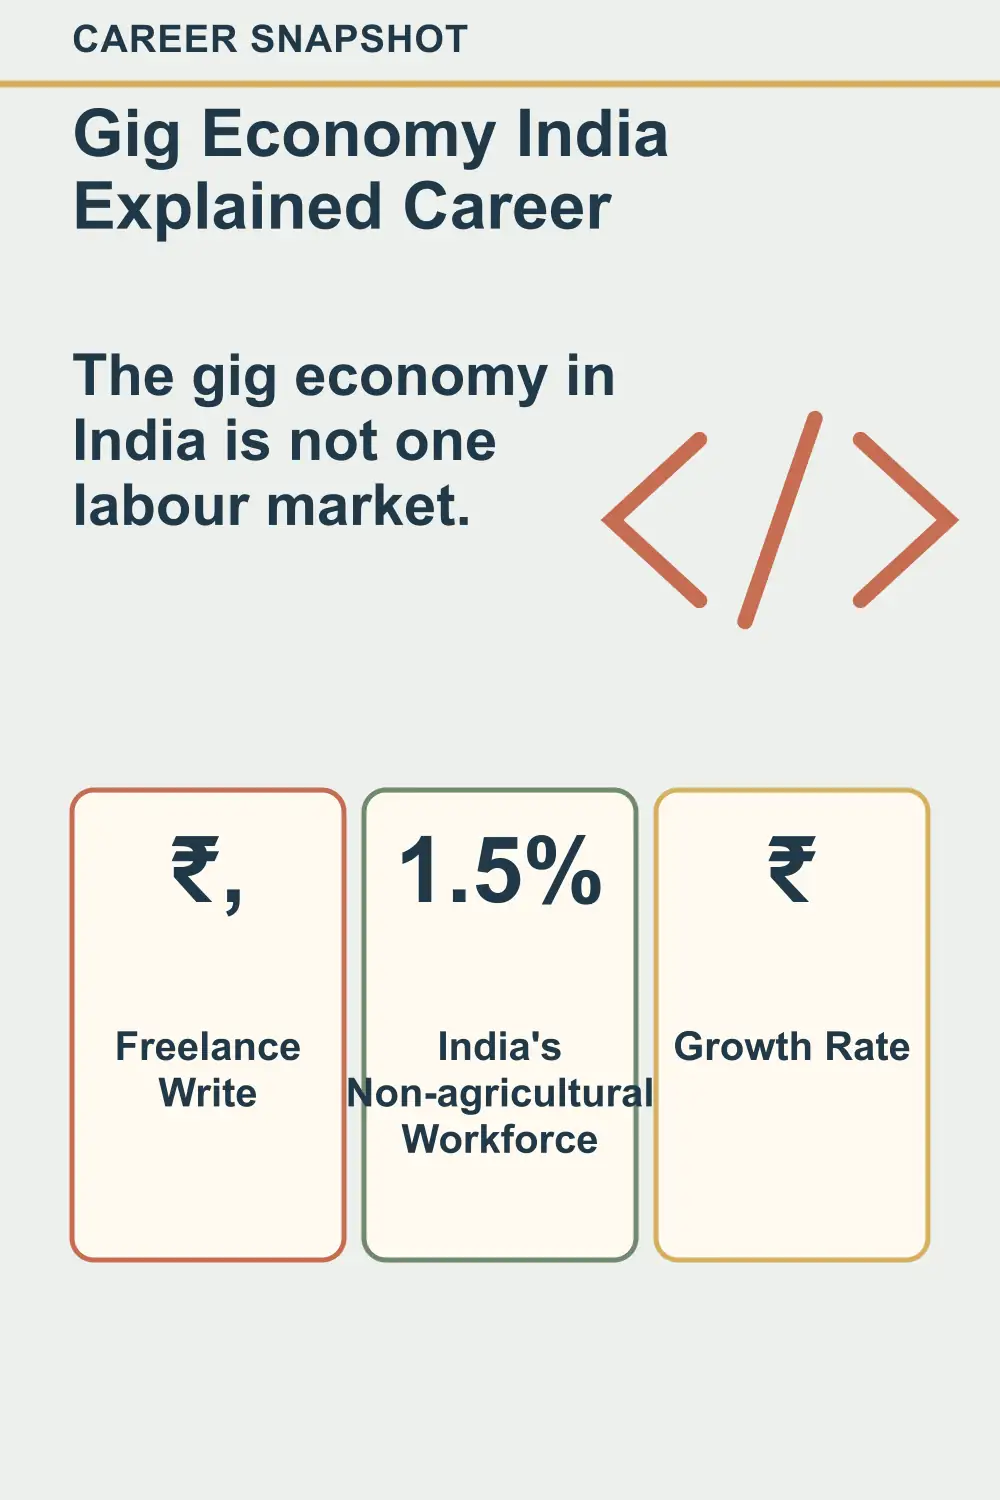 CAREER SNAPSHOT
Gig Economy India
Explained Career
The gig economy in
India is not one
labour market.
</>
₹,
Freelance
Write
1.5%
India's
Non-agricultural
Workforce
₹
Growth Rate